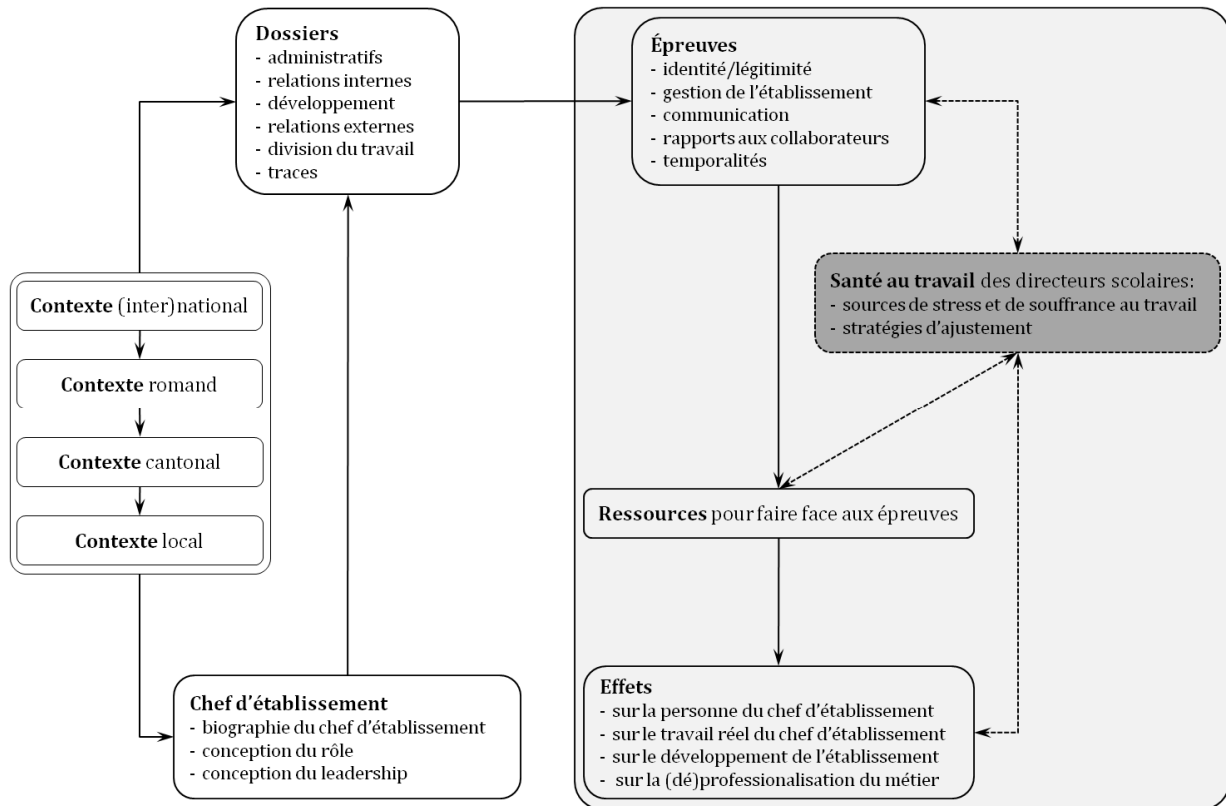 Dossiers
- administratifs
- relations internes
- développement
- relations externes
- division du travail
- traces
Épreuves
- identité/légitimité
- gestion de l'établissement
- communication
- rapports aux collaborateurs
- temporalités
Santé au travail des directeurs scolaires:
- sources de stress et de souffrance au travail
- stratégies d'ajustement
Contexte (inter)national
Contexte romand
Contexte cantonal
Contexte local
Ressources pour faire face aux épreuves
Chef d'établissement
- biographie du chef d'établissement
- conception du rôle
- conception du leadership
Effets
- sur la personne du chef d'établissement
- sur le travail réel du chef d'établissement
- sur le développement de l'établissement
- sur la (dé)professionalisation du métier